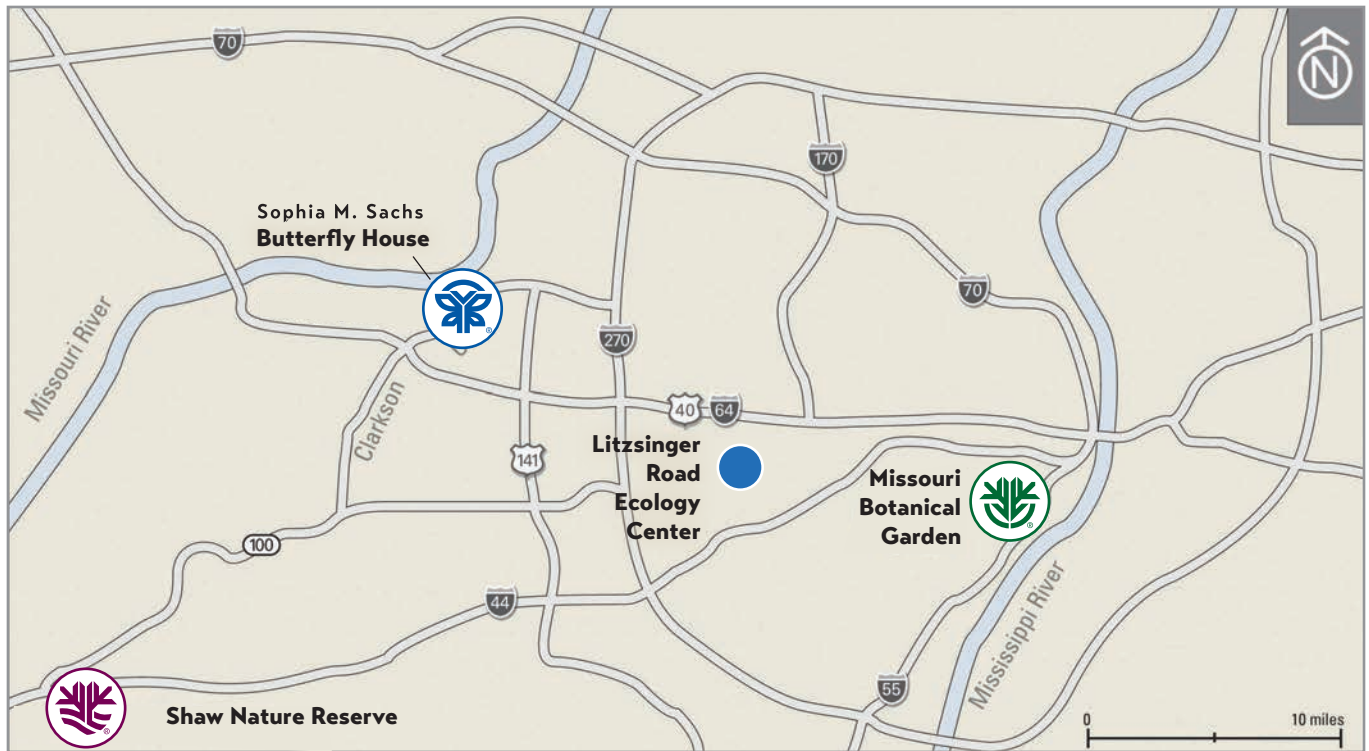 70
N
170
Sophia M. Sachs
Butterfly House
70
Missouri River
270
Clarkson
40
64
141
Litzsinger
Road
Ecology
Center
Missouri
Botanical
Garden
100
44
Mississippi River
55
Shaw Nature Reserve
0
10 miles